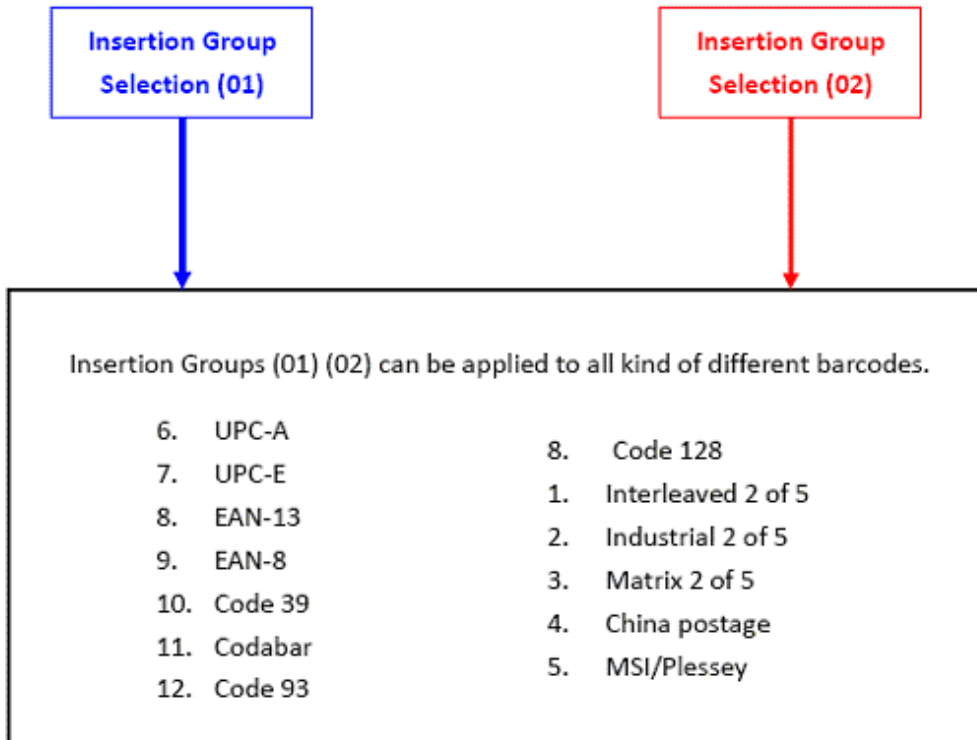 Insertion Group
Selection (01)
Insertion Group
Selection (02)
Insertion Groups (01) (02) can be applied to all kind of different barcodes.
6. UPC-A
7. UPC-E
8. EAN-13
9. EAN-8
10. Code 39
11. Codabar
12. Code 93
8. Code 128
1. Interleaved 2 of 5
2. Industrial 2 of 5
3. Matrix 2 of 5
4. China postage
5. MSI/Plessey